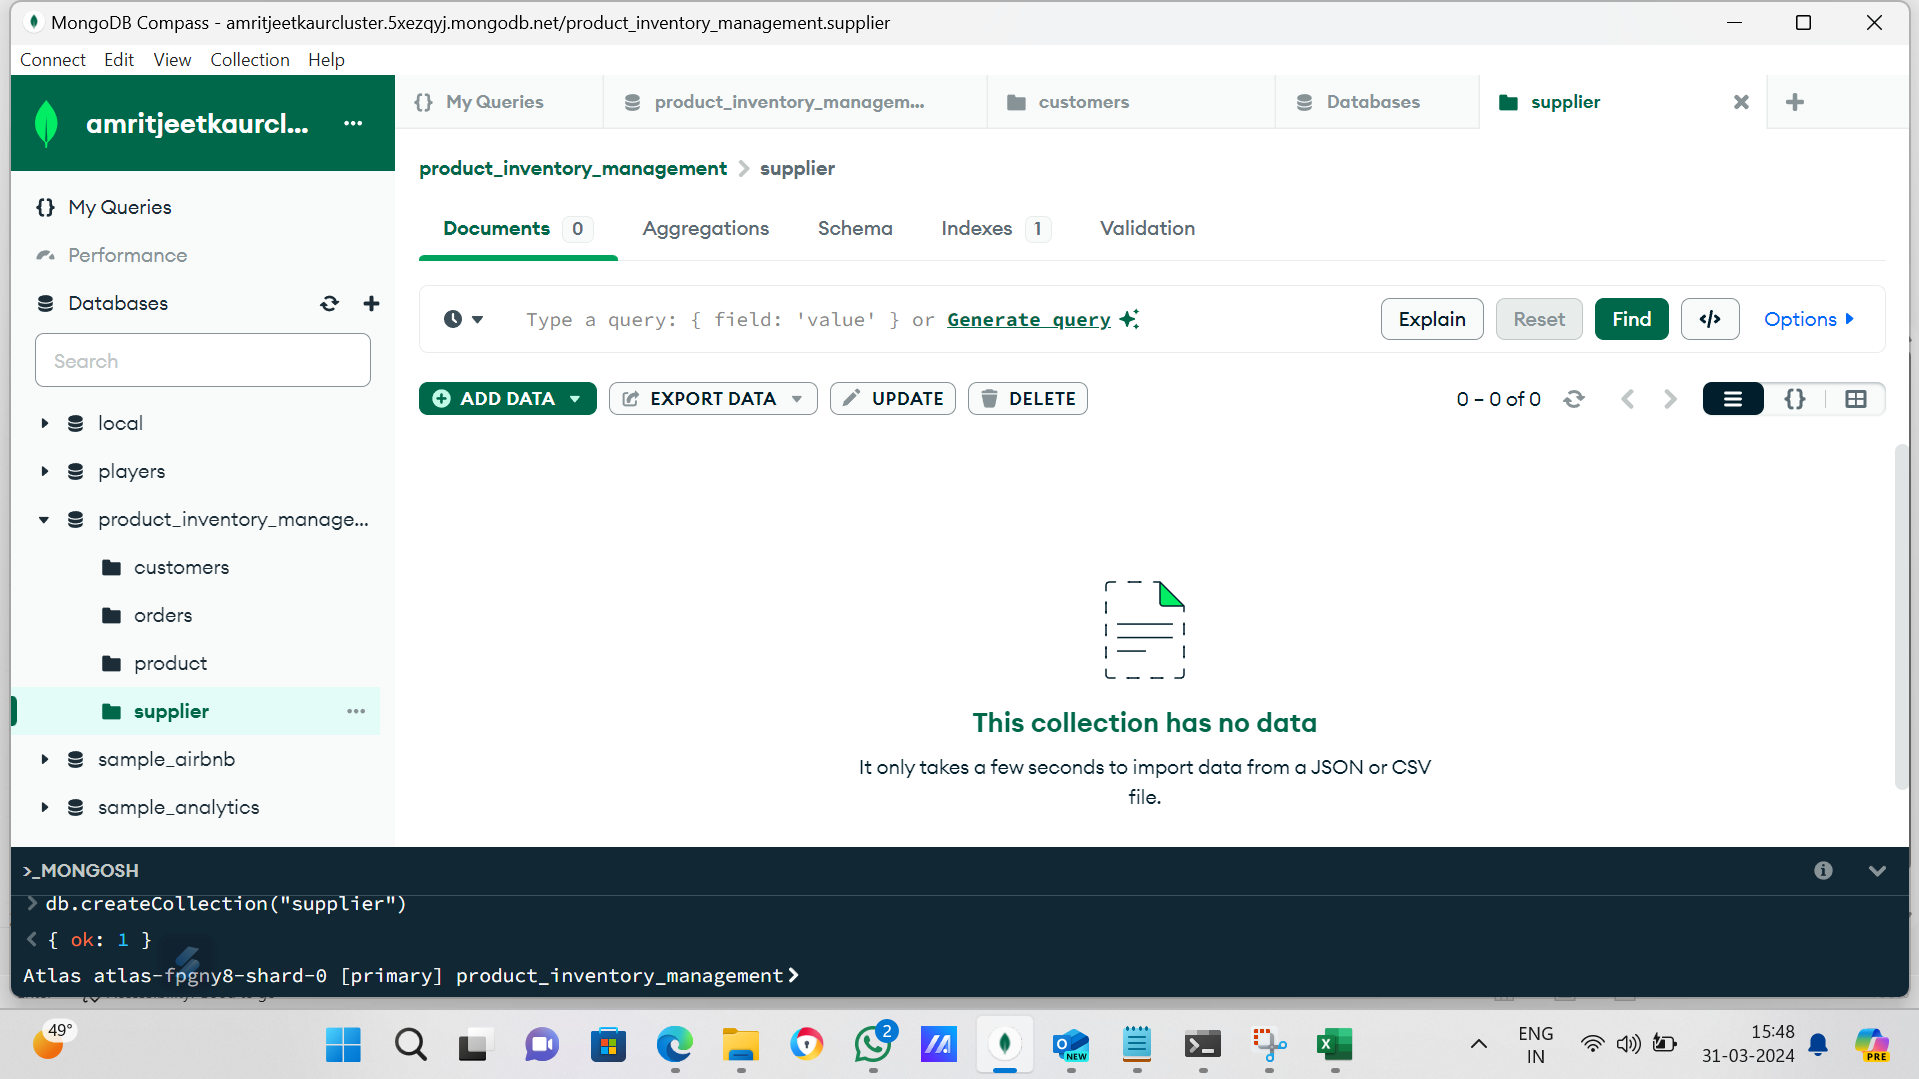 MongoDB Compass - amritjeetkaurcluster.5xezqyj.mongodb.net/product_inventory_management.supplier
Connect Edit View Collection Help
amritjeetkaurcl... ...
{} My Queries
product_inventory_managem...
customers
Databases
supplier
My Queries
Performance
Databases
Search
local
players
product_inventory_manage...
customers
orders
product
supplier
sample_airbnb
sample_analytics
product_inventory_management > supplier
Documents 0 Aggregations Schema Indexes 1 Validation
Type a query: { field: 'value' } or Generate query Explain Reset Find </> Options
ADD DATA EXPORT DATA UPDATE DELETE 0 – 0 of 0 {}
This collection has no data
It only takes a few seconds to import data from a JSON or CSV
file.
>_MONGOSH
> db.createCollection("supplier")
< { ok: 1 }
Atlas atlas-fpgny8-shard-0 [primary] product_inventory_management>
49°
2
NEW
ENG
IN
15:48
31-03-2024
PRE